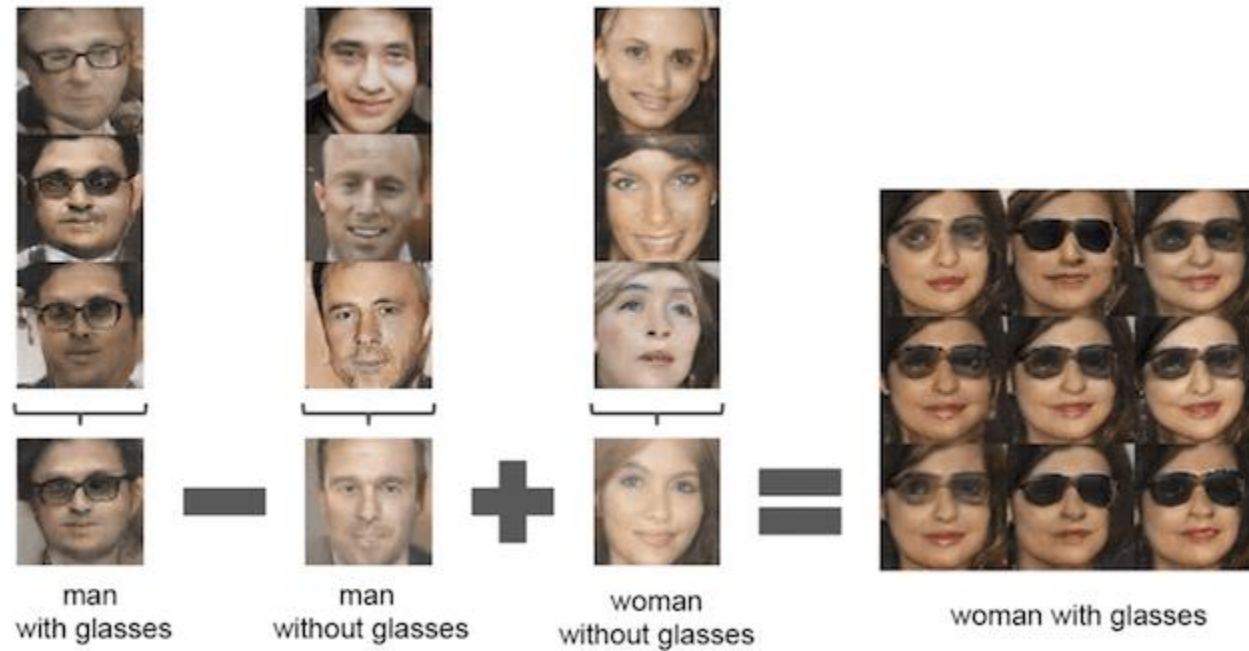 man
with glasses
man
without glasses
woman
without glasses
woman with glasses